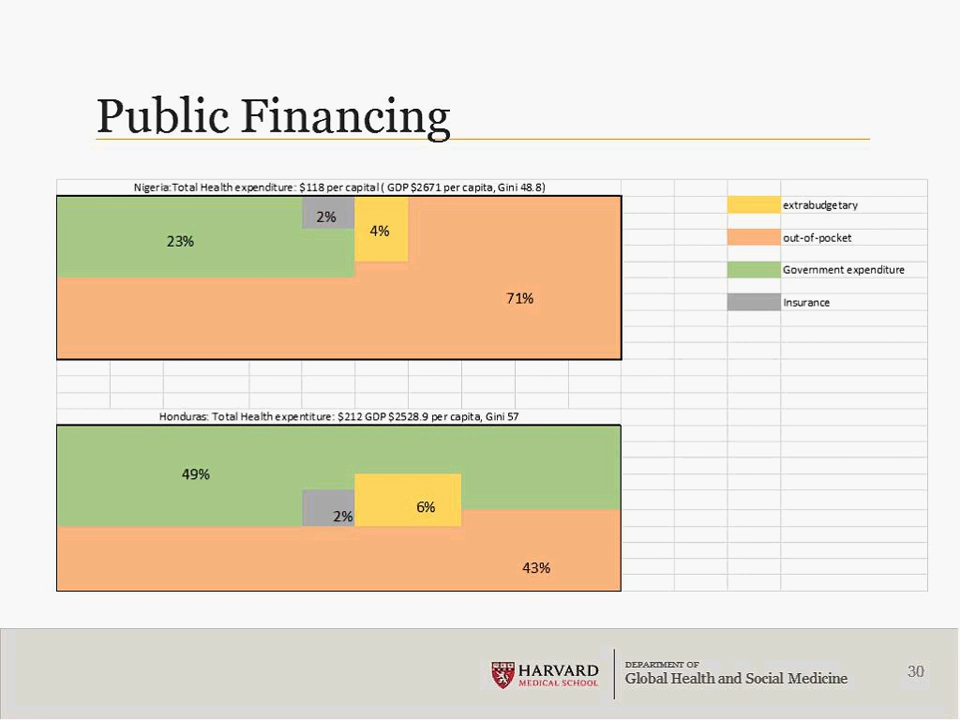 Public Financing
Nigeria:Total Health expenditure: $118 per capital ( GDP $2671 per capita, Gini 48.8)
2%
4%
23%
71%
extrabudgetary
out-of-pocket
Government expenditure
Insurance
Honduras: Total Health expentiture: $212 GDP $2528.9 per capita, Gini 57
49%
2%
6%
43%
HARVARD
MEDICAL SCHOOL
DEPARTMENT OF
Global Health and Social Medicine
30